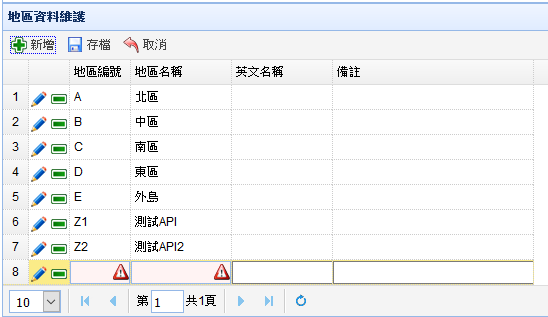 地區資料維護
新增 存檔 取消
地區編號 地區名稱 英文名稱 備註
1 A 北區
2 B 中區
3 C 南區
4 D 東區
5 E 外島
6 Z1 測試API
7 Z2 測試API2
8
10 第 1 共1頁